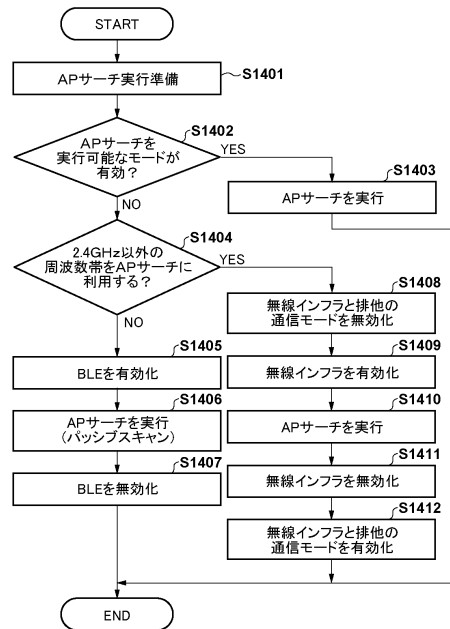 START
APサーチ実行準備
S1401
S1402
APサーチを
実行可能なモードが
有効?
YES
NO
S1403
APサーチを実行
S1404
2.4GHz以外の
周波数帯をAPサーチに
利用する?
YES
NO
S1405
BLEを有効化
S1406
APサーチを実行
(パッシブスキャン)
S1407
BLEを無効化
S1408
無線インフラと排他の
通信モードを無効化
S1409
無線インフラを有効化
S1410
APサーチを実行
S1411
無線インフラを無効化
S1412
無線インフラと排他の
通信モードを有効化
END